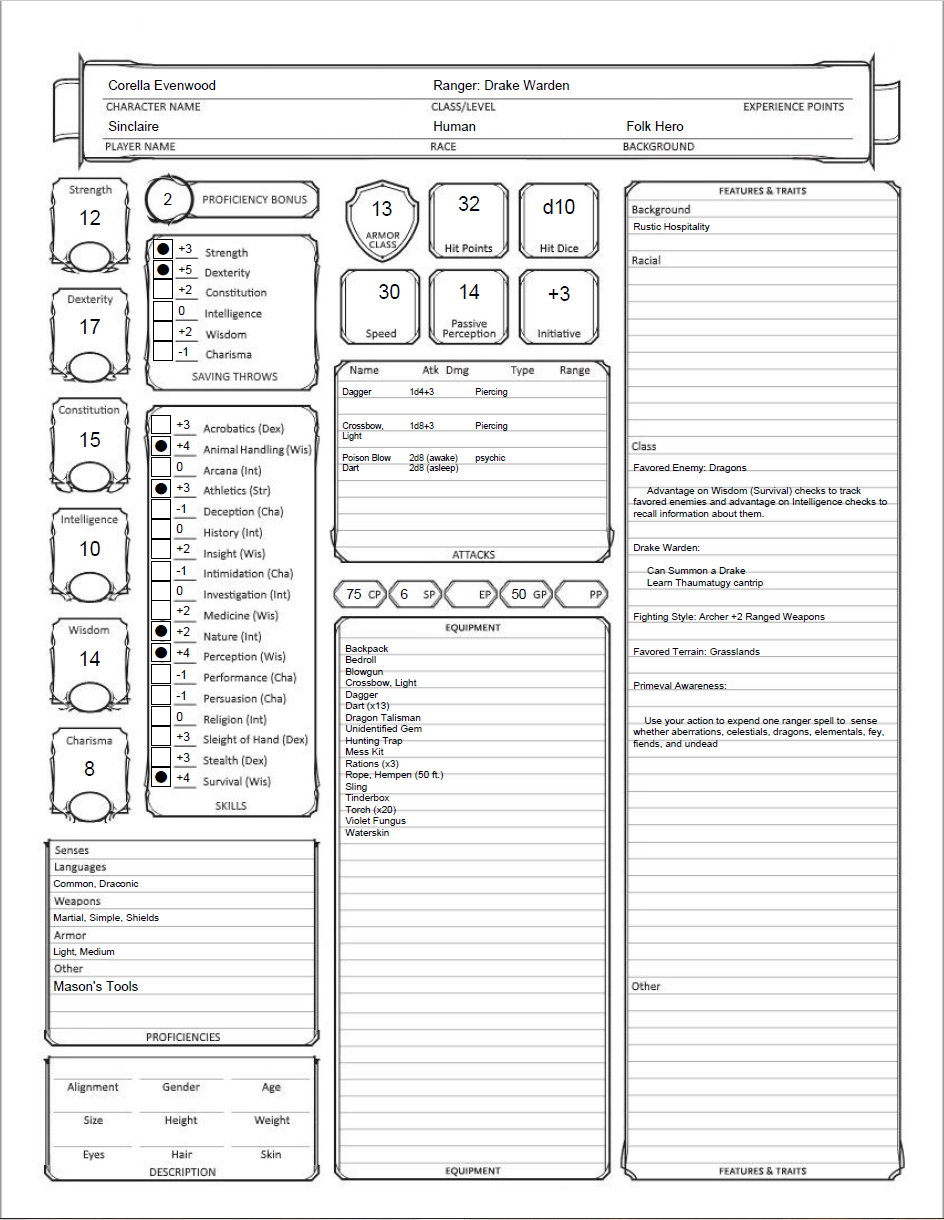 Corella Evenwood Ranger: Drake Warden
CHARACTER NAME CLASS/LEVEL EXPERIENCE POINTS
Sinclaire Human Folk Hero
PLAYER NAME RACE BACKGROUND
Strength
12
Dexterity
17
Constitution
15
Intelligence
10
Wisdom
14
Charisma
8
2 PROFICIENCY BONUS
+3 Strength
+5 Dexterity
+2 Constitution
0 Intelligence
+2 Wisdom
-1 Charisma
SAVING THROWS
+3 Acrobatics (Dex)
+4 Animal Handling (Wis)
0 Arcana (Int)
+3 Athletics (Str)
-1 Deception (Cha)
0 History (Int)
+2 Insight (Wis)
-1 Intimidation (Cha)
0 Investigation (Int)
+2 Medicine (Wis)
+2 Nature (Int)
+4 Perception (Wis)
-1 Performance (Cha)
-1 Persuasion (Cha)
0 Religion (Int)
+3 Sleight of Hand (Dex)
+3 Stealth (Dex)
+4 Survival (Wis)
SKILLS
Senses
Languages
Common, Draconic
Weapons
Martial, Simple, Shields
Armor
Light, Medium
Other
Mason's Tools
PROFICIENCIES
Alignment Gender Age
Size Height Weight
Eyes Hair Skin
DESCRIPTION
13
ARMOR
CLASS
32
Hit Points
d10
Hit Dice
30
Speed
14
Passive
Perception
+3
Initiative
Name Atk Dmg Type Range
Dagger 1d4+3 Piercing
Crossbow, 1d8+3 Piercing
Light
Poison Blow 2d8 (awake) psychic
Dart 2d8 (asleep)
ATTACKS
75 CP 6 SP EP 50 GP PP
EQUIPMENT
Backpack
Bedroll
Blowgun
Crossbow, Light
Dagger
Dart (x13)
Dragon Talisman
Unidentified Gem
Hunting Trap
Mess Kit
Rations (x3)
Rope, Hempen (50 ft.)
Sling
Tinderbox
Torch (x20)
Violet Fungus
Waterskin
EQUIPMENT
FEATURES & TRAITS
Background
Rustic Hospitality
Racial
Class
Favored Enemy: Dragons
Advantage on Wisdom (Survival) checks to track
favored enemies and advantage on Intelligence checks to
recall information about them.
Drake Warden:
Can Summon a Drake
Learn Thaumatugy cantrip
Fighting Style: Archer +2 Ranged Weapons
Favored Terrain: Grasslands
Primeval Awareness:
Use your action to expend one ranger spell to sense
whether aberrations, celestials, dragons, elementals, fey,
fiends, and undead
Other
FEATURES & TRAITS